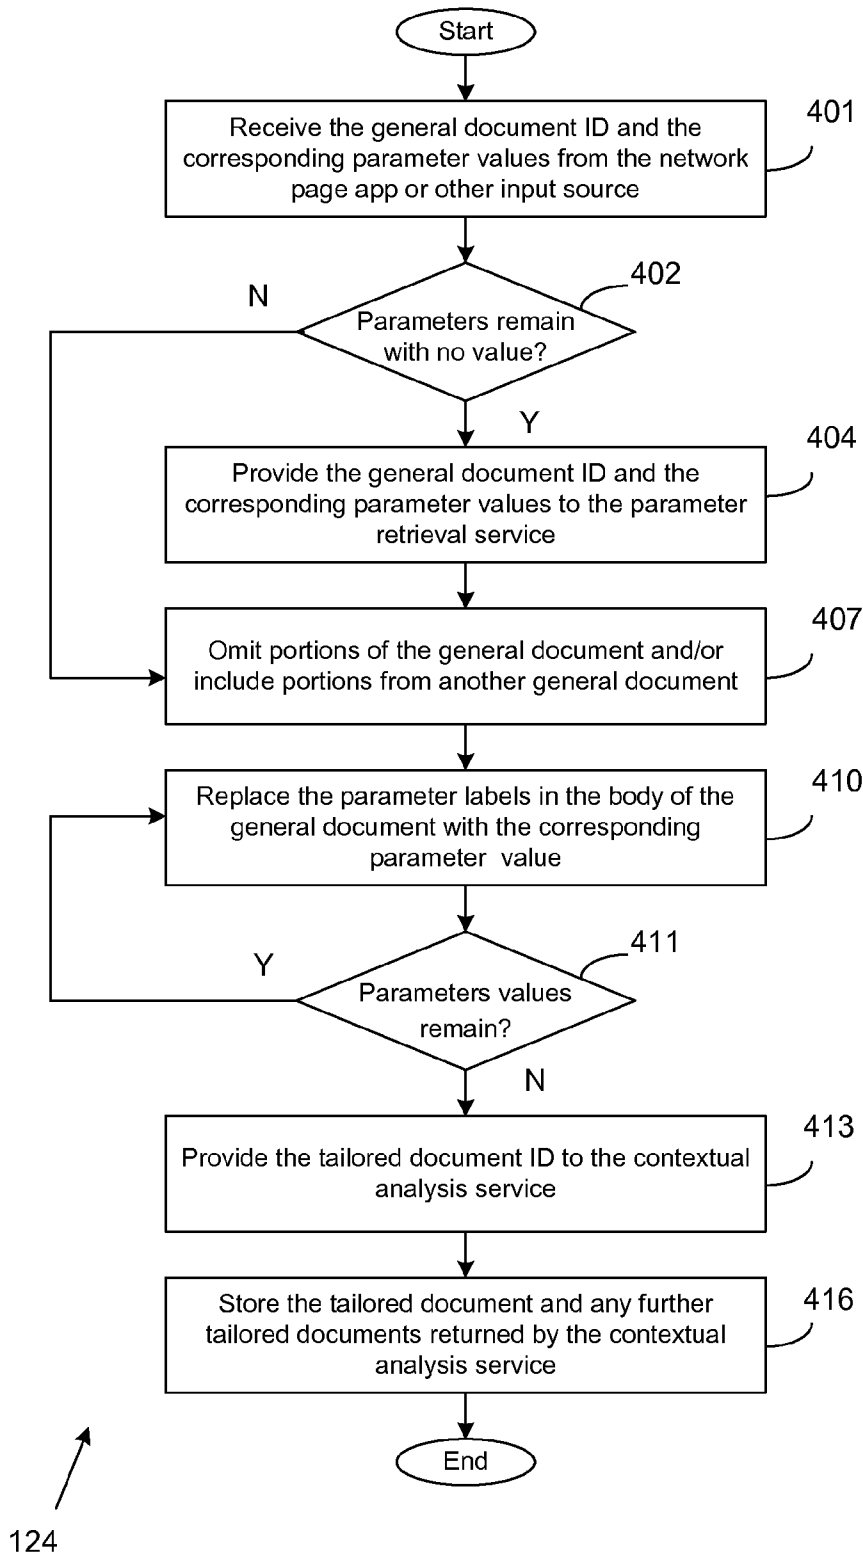 Start
401
Receive the general document ID and the
corresponding parameter values from the network
page app or other input source
402
N
Parameters remain
with no value?
Y
404
Provide the general document ID and the
corresponding parameter values to the parameter
retrieval service
407
Omit portions of the general document and/or
include portions from another general document
410
Replace the parameter labels in the body of the
general document with the corresponding
parameter value
411
Y
Parameters values
remain?
N
413
Provide the tailored document ID to the contextual
analysis service
416
Store the tailored document and any further
tailored documents returned by the contextual
analysis service
End
124